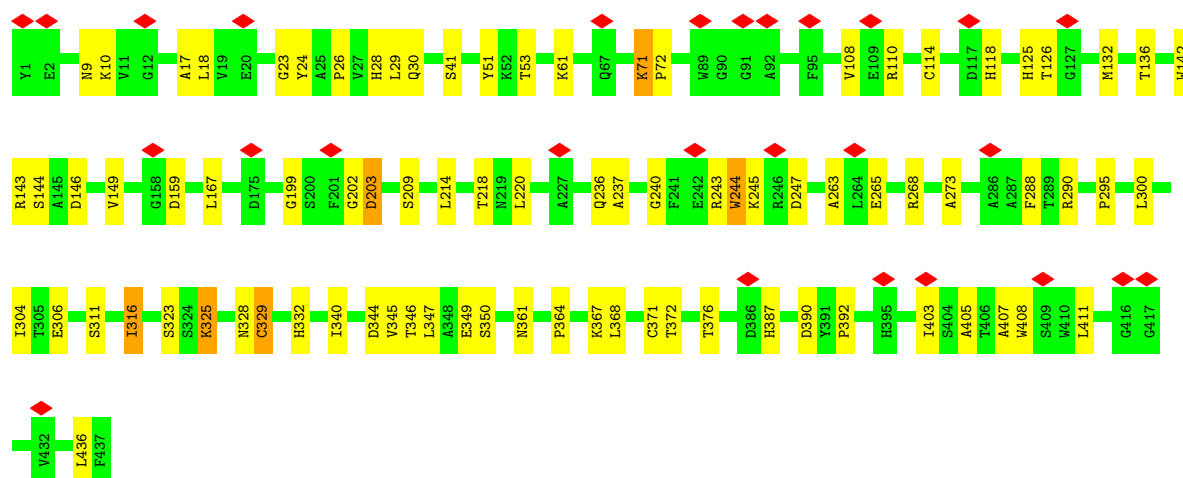 Y1 E2 N9 K10 V11 G12 A17 L18 V19 E20 G23 Y24 A25 P26 V27 H28 L29 Q30 S41 Y51 K52 T53 K61 Q67 K71 P72 W89 G90 G91 A92 F95 V108 E109 R110 C114 D117 H118 H125 T126 G127 M132 T136 W142
R143 S144 A145 D146 V149 G158 D159 L167 D175 G199 S200 F201 G202 D203 S209 L214 T218 N219 L220 A227 Q236 A237 G240 F241 E242 R243 W244 K245 R246 D247 A263 L264 E265 R268 A273 A286 A287 F288 T289 R290 P295 L300
I304 T305 E306 S311 I316 S323 S324 K325 N328 C329 H332 I340 D344 V345 T346 L347 A348 E349 S350 N361 P364 K367 L368 C371 T372 T376 D386 H387 D390 Y391 P392 H395 I403 S404 A405 T406 A407 W408 S409 W410 L411 G416 G417
V432 L436 F437